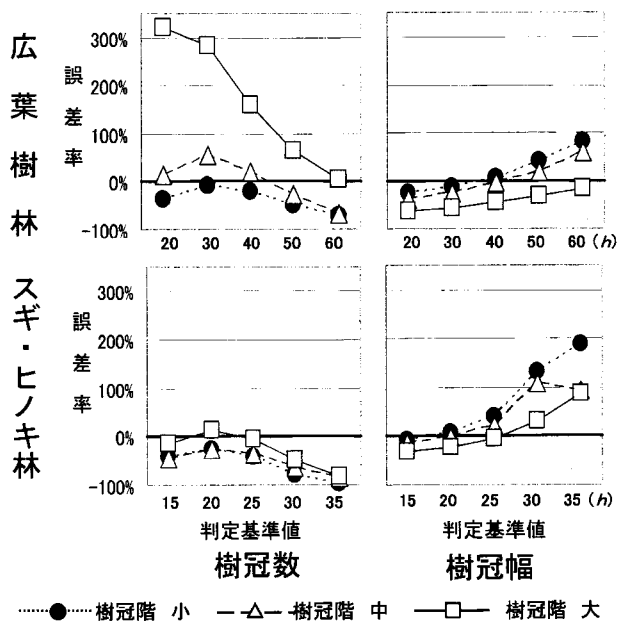 広葉樹林
誤差率
300%
200%
100%
0%
-100%
20 30 40 50 60
20 30 40 50 60 (h)
スギ・ヒノキ林
誤差率
300%
200%
100%
0%
-100%
15 20 25 30 35
15 20 25 30 35 (h)
判定基準値 判定基準値
樹冠数 樹冠幅
樹冠階 小 樹冠階 中 樹冠階 大